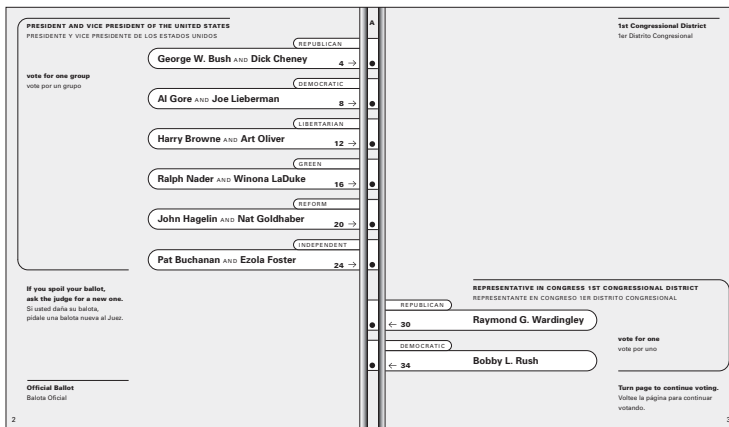 PRESIDENT AND VICE PRESIDENT OF THE UNITED STATES
PRESIDENTE Y VICE PRESIDENTE DE LOS ESTADOS UNIDOS
vote for one group
vote por un grupo
REPUBLICAN
George W. Bush AND Dick Cheney 4 →
DEMOCRATIC
Al Gore AND Joe Lieberman 8 →
LIBERTARIAN
Harry Browne AND Art Oliver 12 →
GREEN
Ralph Nader AND Winona LaDuke 16 →
REFORM
John Hagelin AND Nat Goldhaber 20 →
INDEPENDENT
Pat Buchanan AND Ezola Foster 24 →
If you spoil your ballot,
ask the judge for a new one.
Si usted daña su balota,
pidale una balota nueva al Juez.
Official Ballot
Balota Oficial
2
A
1st Congressional District
1er Distrito Congresional
REPRESENTATIVE IN CONGRESS 1ST CONGRESSIONAL DISTRICT
REPRESENTANTE EN CONGRESO 1ER DISTRITO CONGRESIONAL
REPUBLICAN
← 30 Raymond G. Wardingley
DEMOCRATIC
← 34 Bobby L. Rush
vote for one
vote por uno
Turn page to continue voting.
Voltee la página para continuar
votando.
3